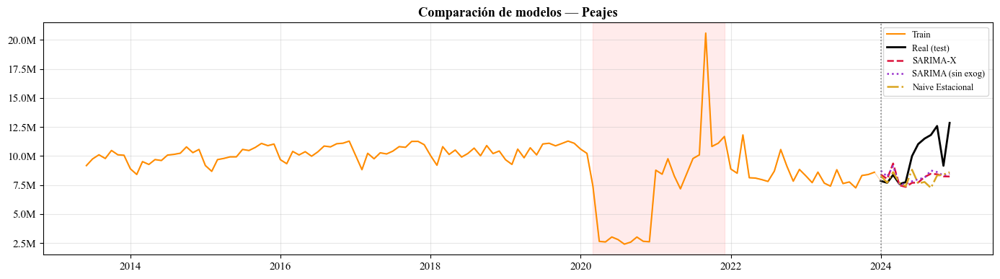 Comparación de modelos — Peajes
20.0M
17.5M
15.0M
12.5M
10.0M
7.5M
5.0M
2.5M
Train
Real (test)
SARIMA-X
SARIMA (sin exog)
Naive Estacional
2014
2016
2018
2020
2022
2024